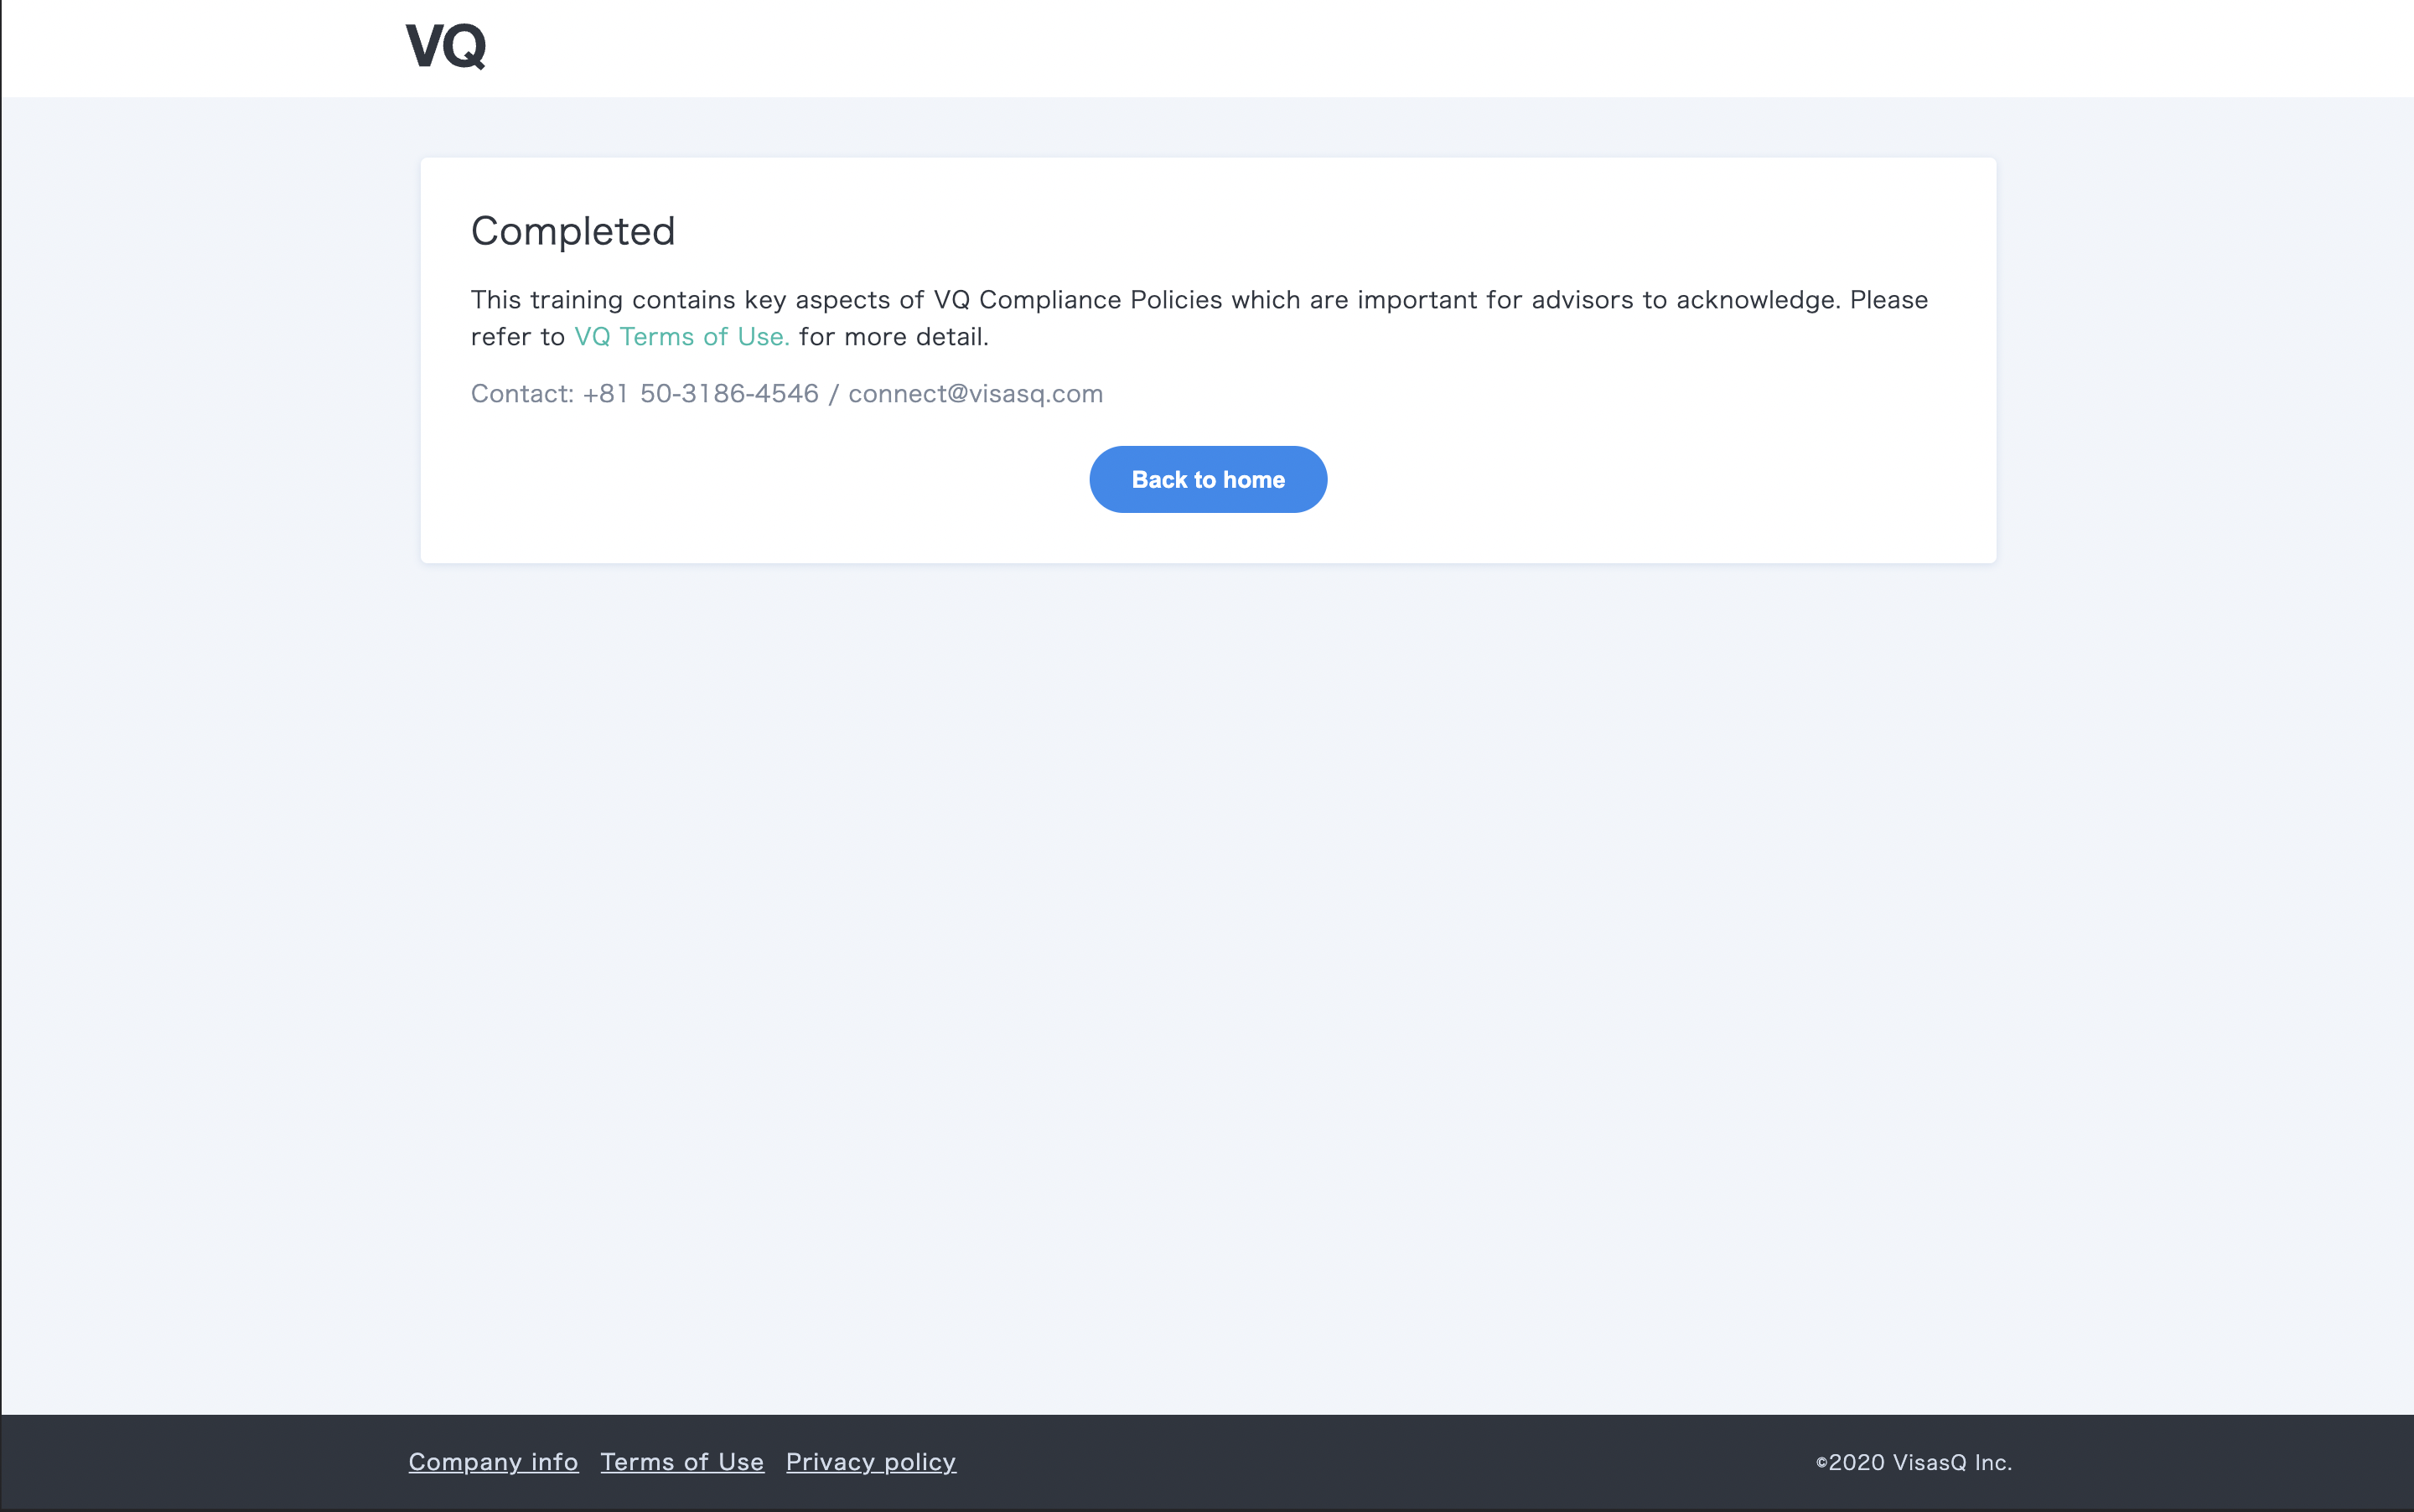 VQ
Completed
This training contains key aspects of VQ Compliance Policies which are important for advisors to acknowledge. Please
refer to VQ Terms of Use. for more detail.
Contact: +81 50-3186-4546 / connect@visasq.com
Back to home
Company info Terms of Use Privacy policy ©2020 VisasQ Inc.